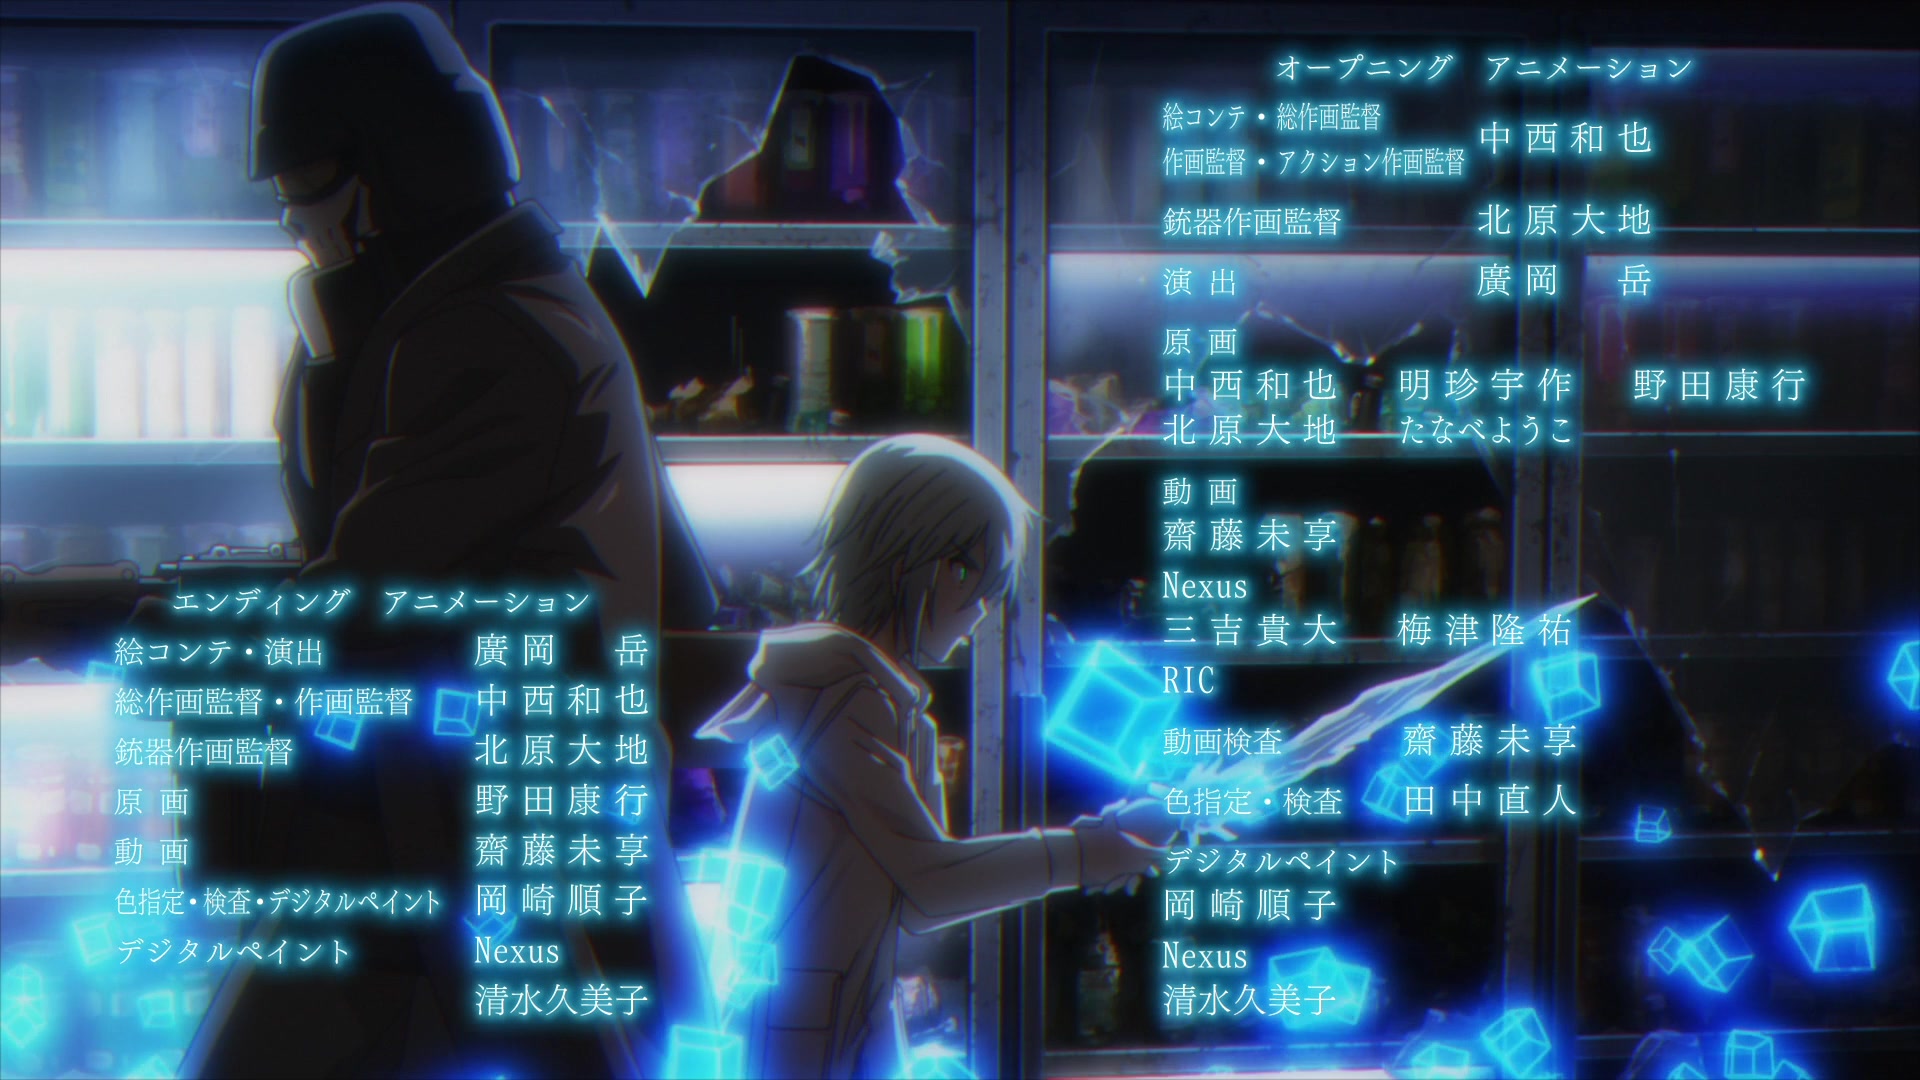 オープニング　アニメーション
絵コンテ・総作画監督
作画監督・アクション作画監督　中西和也
銃器作画監督　北原大地
演出　廣岡　岳
原画
中西和也　明珍宇作　野田康行
北原大地　たなべようこ
動画
齋藤未享
Nexus
三吉貴大　梅津隆祐
RIC
動画検査　齋藤未享
色指定・検査　田中直人
デジタルペイント
岡崎順子
Nexus
清水久美子
エンディング　アニメーション
絵コンテ・演出　廣岡　岳
総作画監督・作画監督　中西和也
銃器作画監督　北原大地
原画　野田康行
動画　齋藤未享
色指定・検査・デジタルペイント　岡崎順子
デジタルペイント　Nexus
清水久美子